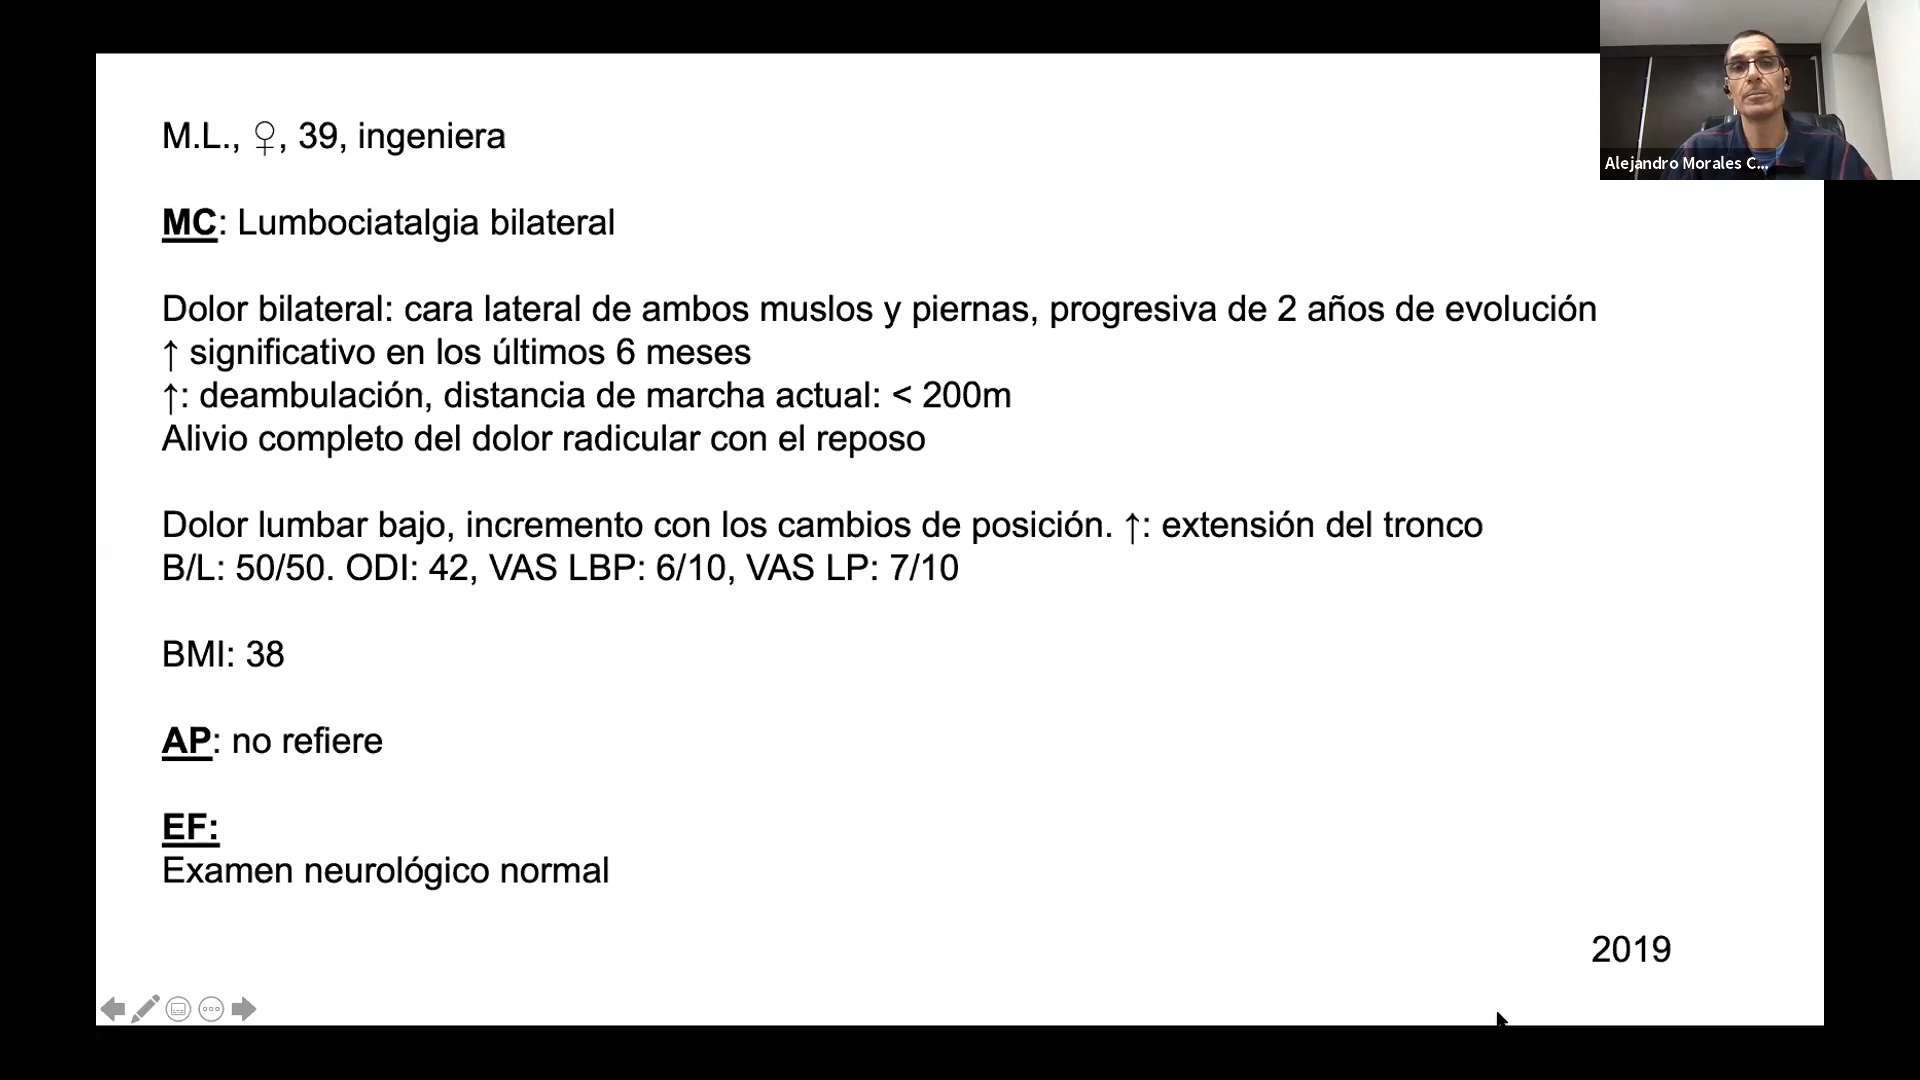 M.L., ♀, 39, ingeniera
MC: Lumbociatalgia bilateral
Dolor bilateral: cara lateral de ambos muslos y piernas, progresiva de 2 años de evolución
↑ significativo en los últimos 6 meses
↑: deambulación, distancia de marcha actual: < 200m
Alivio completo del dolor radicular con el reposo
Dolor lumbar bajo, incremento con los cambios de posición. ↑: extensión del tronco
B/L: 50/50. ODI: 42, VAS LBP: 6/10, VAS LP: 7/10
BMI: 38
AP: no refiere
EF:
Examen neurológico normal
2019
Alejandro Morales C...